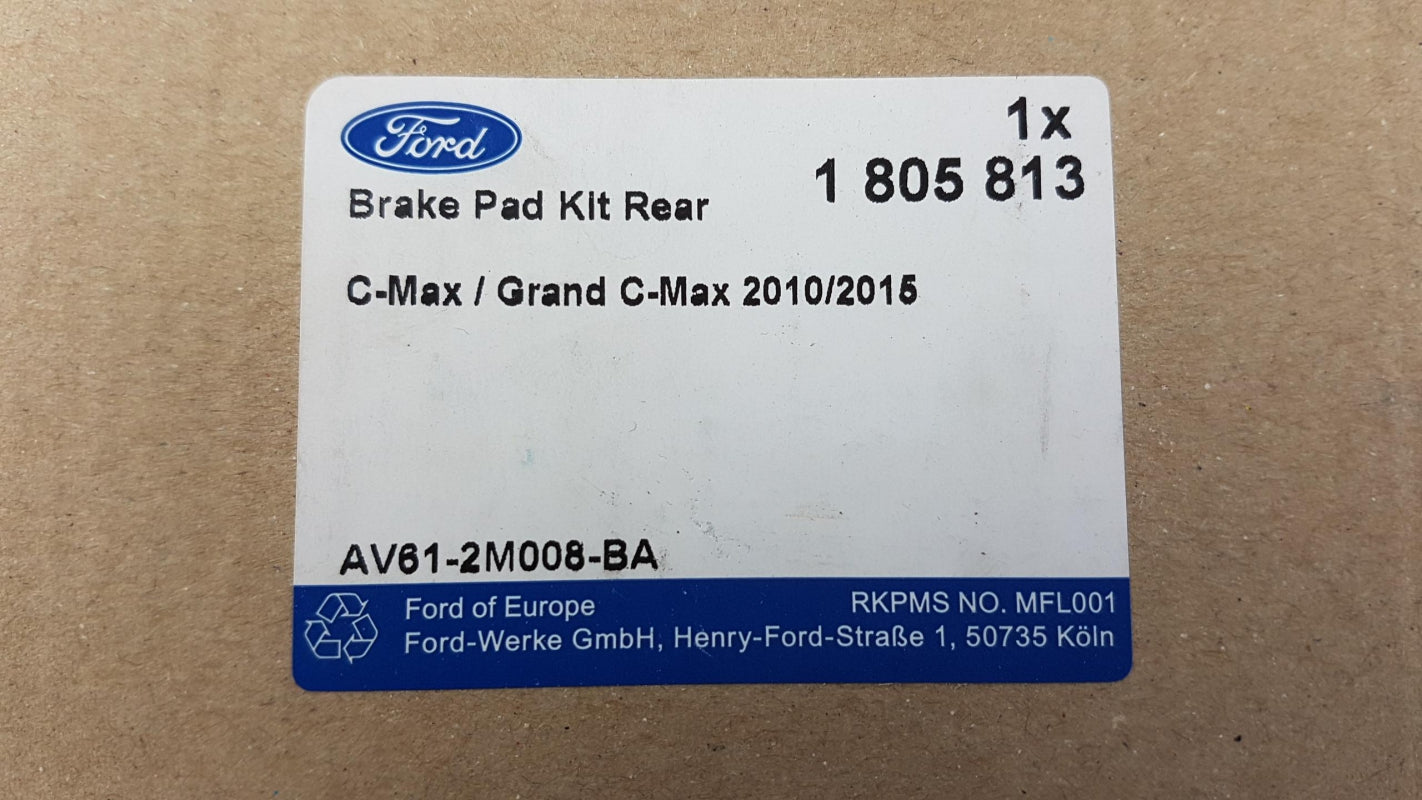 Ford
1x
1 805 813
Brake Pad Kit Rear
C-Max / Grand C-Max 2010/2015
AV61-2M008-BA
Ford of Europe
RKPMS NO. MFL001
Ford-Werke GmbH, Henry-Ford-Straße 1, 50735 Köln